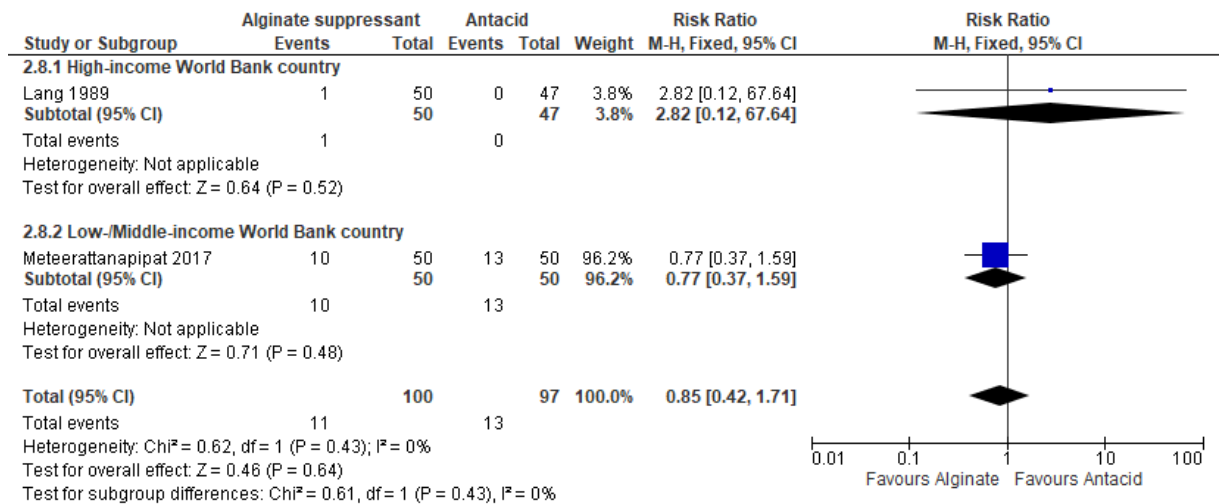 Alginate suppressant Antacid Risk Ratio Risk Ratio
Study or Subgroup Events Total Events Total Weight M-H, Fixed, 95% CI M-H, Fixed, 95% CI
2.8.1 High-income World Bank country
Lang 1989 1 50 0 47 3.8% 2.82 [0.12, 67.64]
Subtotal (95% CI) 50 47 3.8% 2.82 [0.12, 67.64]
Total events 1 0
Heterogeneity: Not applicable
Test for overall effect: Z = 0.64 (P = 0.52)
2.8.2 Low-/Middle-income World Bank country
Meteerattanapipat 2017 10 50 13 50 96.2% 0.77 [0.37, 1.59]
Subtotal (95% CI) 50 50 96.2% 0.77 [0.37, 1.59]
Total events 10 13
Heterogeneity: Not applicable
Test for overall effect: Z = 0.71 (P = 0.48)
Total (95% CI) 100 97 100.0% 0.85 [0.42, 1.71]
Total events 11 13
Heterogeneity: Chi² = 0.62, df = 1 (P = 0.43); I² = 0%
Test for overall effect: Z = 0.46 (P = 0.64)
Test for subgroup differences: Chi² = 0.61, df = 1 (P = 0.43), I² = 0%
0.01 0.1 1 10 100
Favours Alginate Favours Antacid